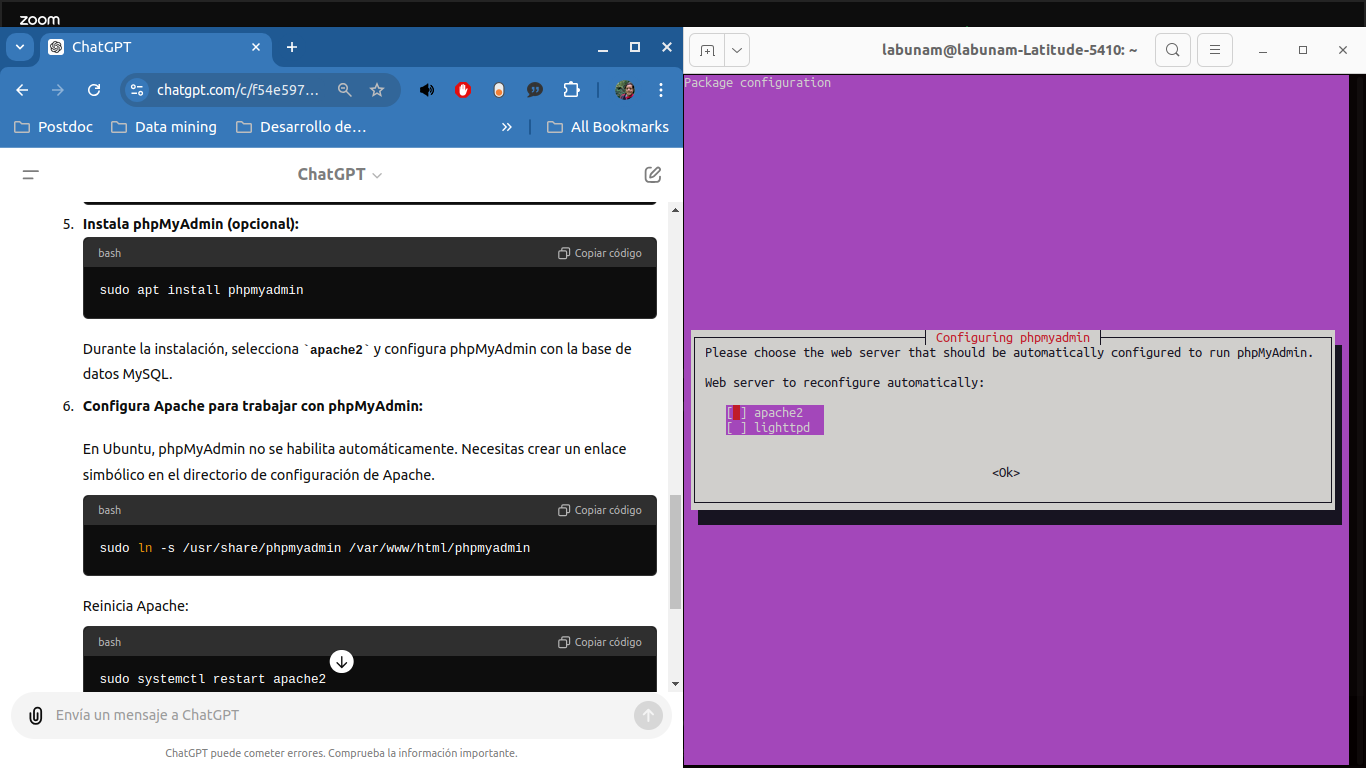 zoom
ChatGPT
chatgpt.com/c/f54e597...
Postdoc
Data mining
Desarrollo de...
»
All Bookmarks
ChatGPT
5. Instala phpMyAdmin (opcional):
bash
Copiar código
sudo apt install phpmyadmin
Durante la instalación, selecciona `apache2` y configura phpMyAdmin con la base de
datos MySQL.
6. Configura Apache para trabajar con phpMyAdmin:
En Ubuntu, phpMyAdmin no se habilita automáticamente. Necesitas crear un enlace
simbólico en el directorio de configuración de Apache.
bash
Copiar código
sudo ln -s /usr/share/phpmyadmin /var/www/html/phpmyadmin
Reinicia Apache:
bash
Copiar código
sudo systemctl restart apache2
Envía un mensaje a ChatGPT
ChatGPT puede cometer errores. Comprueba la información importante.
labunam@labunam-Latitude-5410: ~
Package configuration
Configuring phpmyadmin
Please choose the web server that should be automatically configured to run phpMyAdmin.
Web server to reconfigure automatically:
[ ] apache2
[ ] lighttpd
<Ok>